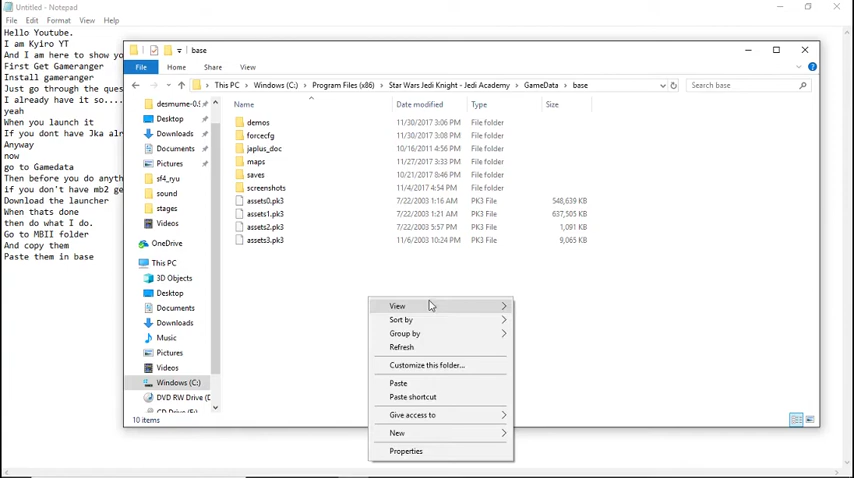 Untitled - Notepad
File Edit Format View Help
Hello Youtube.
I am Kyiro YT
And I am here to show yo
First Get Gameranger
Install gameranger
Just go through the ques
I already have it so....
yeah
When you launch it
If you dont have Jka alr
Anyway
now
go to Gamedata
Then before you do anyth
if you don't have mb2 ge
Download the launcher
When thats done
then do what I do.
Go to MBII folder
And copy them
Paste them in base
base
File Home Share View
This PC Windows (C:) Program Files (x86) Star Wars Jedi Knight - Jedi Academy GameData base
Search base
Name Date modified Type Size
desmume-0.9
Desktop
Downloads
Documents
Pictures
sf4_ryu
sound
stages
Videos
OneDrive
This PC
3D Objects
Desktop
Documents
Downloads
Music
Pictures
Videos
Windows (C:)
DVD RW Drive (D
CD Drive (F:)
demos 11/30/2017 3:06 PM File folder
forcecfg 11/30/2017 3:08 PM File folder
japlus_doc 10/16/2011 4:56 PM File folder
maps 11/27/2017 3:33 PM File folder
saves 10/21/2017 8:46 PM File folder
screenshots 11/4/2017 4:54 PM File folder
assets0.pk3 7/22/2003 1:16 AM PK3 File 548,639 KB
assets1.pk3 7/22/2003 1:21 AM PK3 File 637,505 KB
assets2.pk3 7/22/2003 5:57 PM PK3 File 1,091 KB
assets3.pk3 11/6/2003 10:24 PM PK3 File 9,065 KB
View
Sort by
Group by
Refresh
Customize this folder...
Paste
Paste shortcut
Give access to
New
Properties
10 items